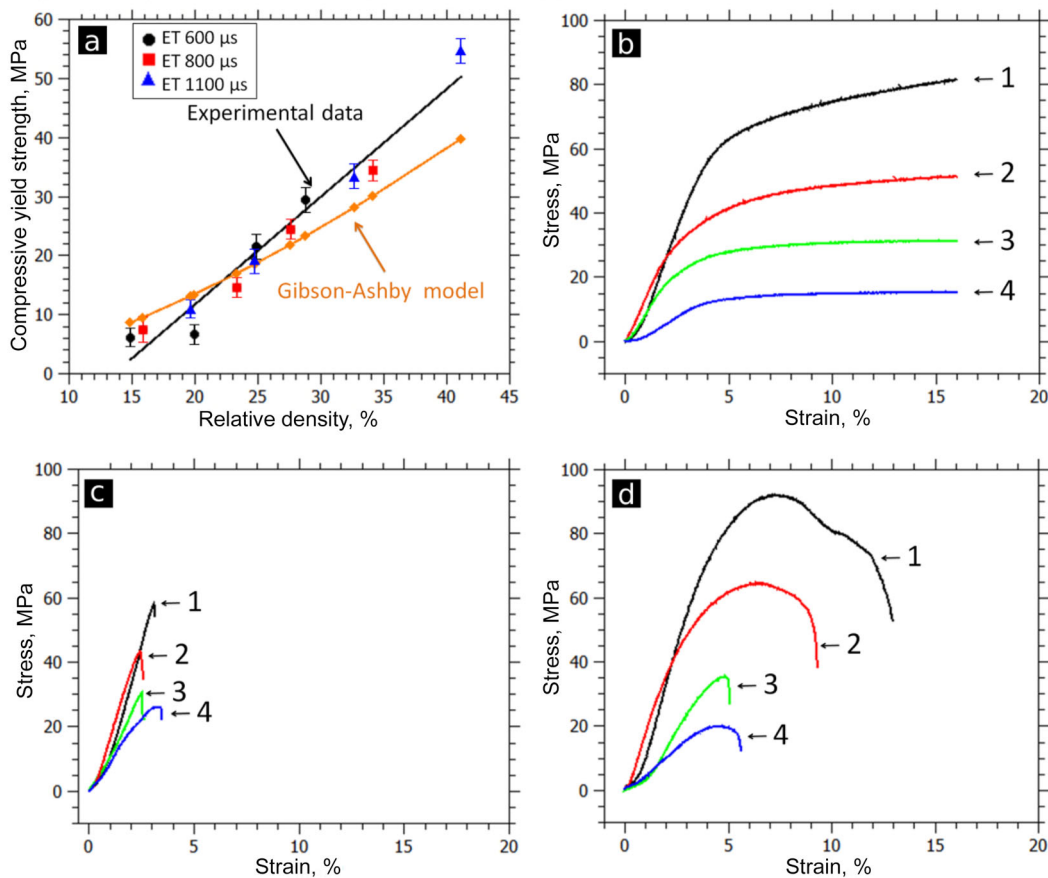 a
ET 600 µs
ET 800 µs
ET 1100 µs
Experimental data
Gibson-Ashby model
Compressive yield strength, MPa
60
50
40
30
20
10
0
10 15 20 25 30 35 40 45
Relative density, %
b
1
2
3
4
Stress, MPa
100
80
60
40
20
0
0 5 10 15 20
Strain, %
c
1
2
3
4
Stress, MPa
100
80
60
40
20
0
0 5 10 15 20
Strain, %
d
1
2
3
4
Stress, MPa
100
80
60
40
20
0
0 5 10 15 20
Strain, %